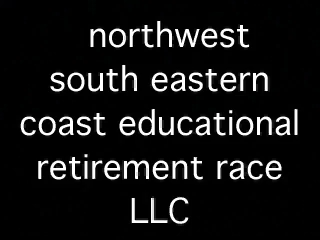 northwest
south eastern
coast educational
retirement race
LLC